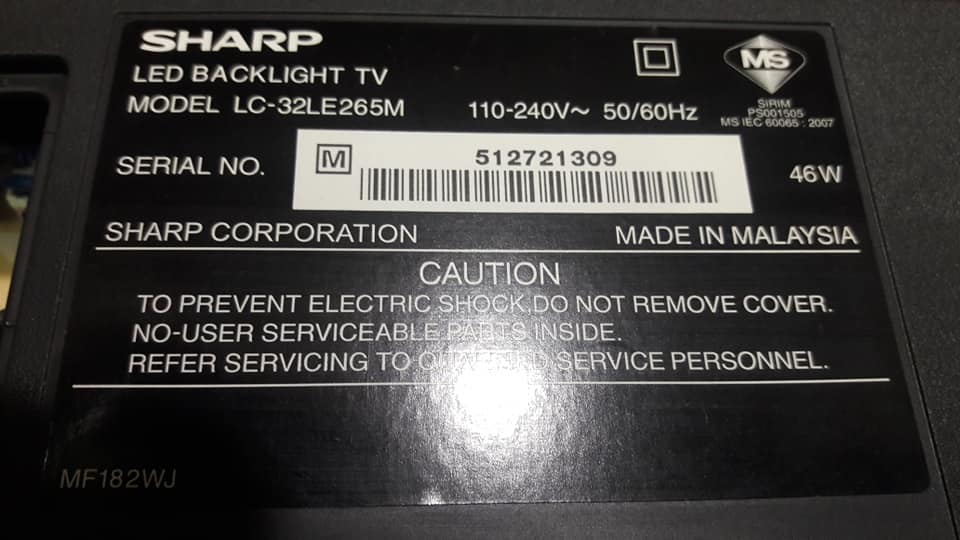 SHARP
LED BACKLIGHT TV
MODEL LC-32LE265M 110-240V~ 50/60Hz
MS
SIRIM
PS001505
MS IEC 60065 : 2007
SERIAL NO. M 512721309 46W
SHARP CORPORATION MADE IN MALAYSIA
CAUTION
TO PREVENT ELECTRIC SHOCK,DO NOT REMOVE COVER.
NO-USER SERVICEABLE PARTS INSIDE.
REFER SERVICING TO SERVICE PERSONNEL.
MF182WJ